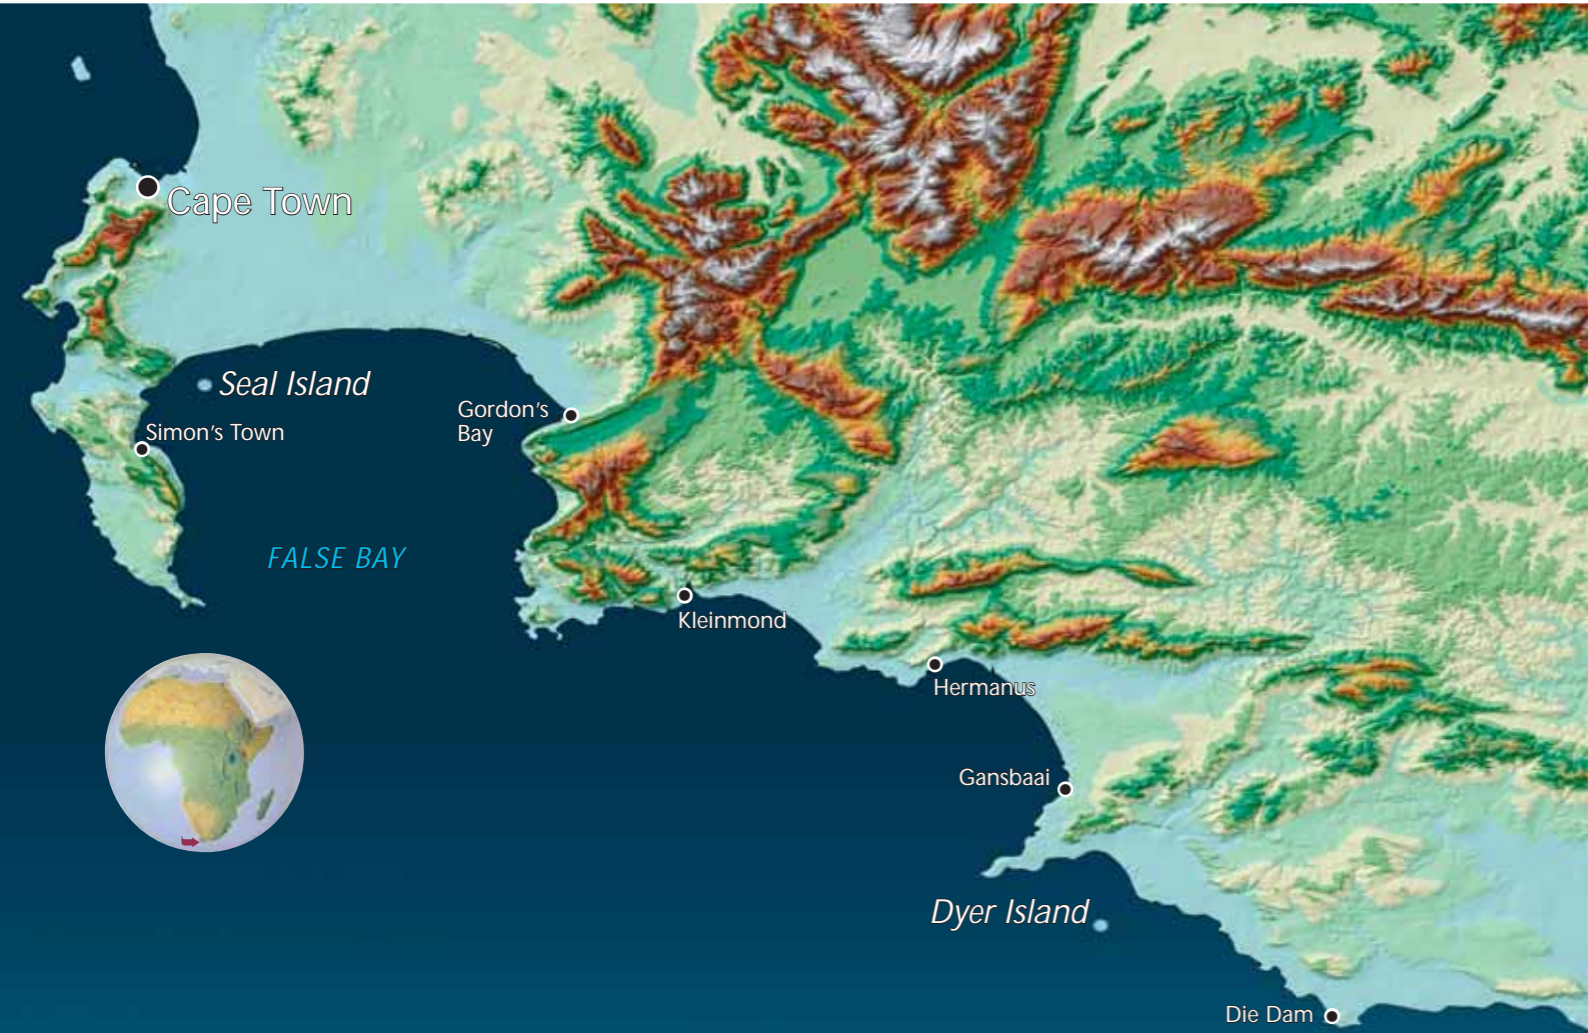 Cape Town
Seal Island
Gordon's
Bay
Simon's Town
FALSE BAY
Kleinmond
Hermanus
Gansbaai
Dyer Island
Die Dam